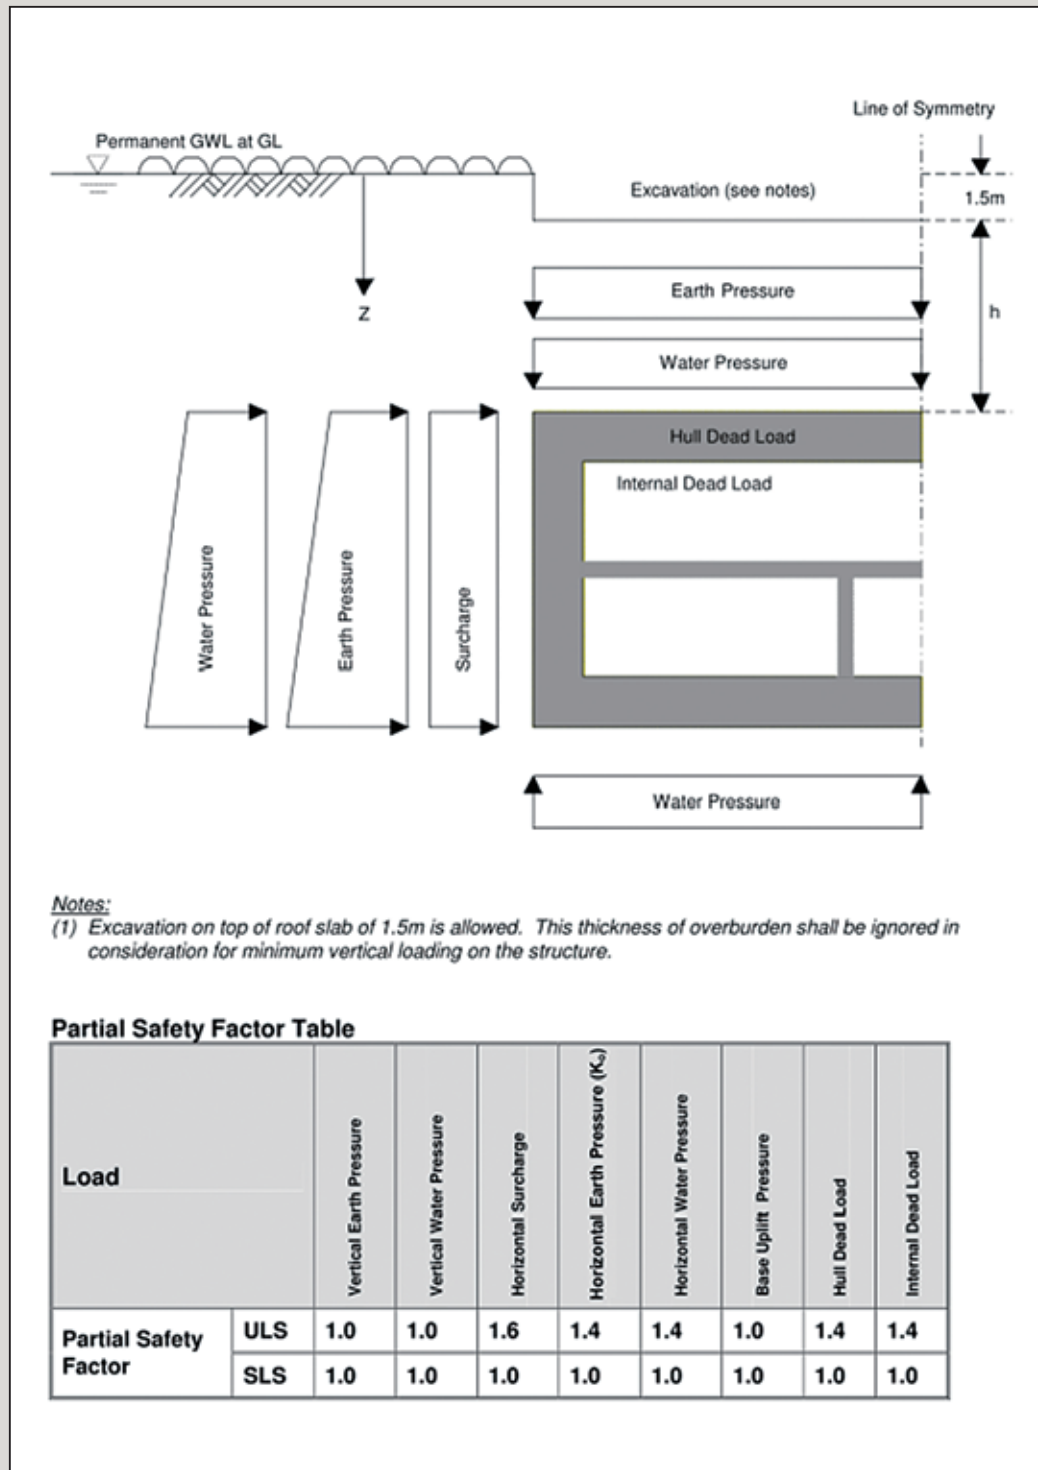 Line of Symmetry
Permanent GWL at GL
Excavation (see notes)
1.5m
Earth Pressure
Z
h
Water Pressure
Hull Dead Load
Internal Dead Load
Water Pressure
Earth Pressure
Surcharge
Water Pressure
Notes:
(1) Excavation on top of roof slab of 1.5m is allowed. This thickness of overburden shall be ignored in
consideration for minimum vertical loading on the structure.
Partial Safety Factor Table
Load
Vertical Earth Pressure
Vertical Water Pressure
Horizontal Surcharge
Horizontal Earth Pressure (K₀)
Horizontal Water Pressure
Base Uplift Pressure
Hull Dead Load
Internal Dead Load
Partial Safety
Factor
ULS 1.0 1.0 1.6 1.4 1.4 1.0 1.4 1.4
SLS 1.0 1.0 1.0 1.0 1.0 1.0 1.0 1.0